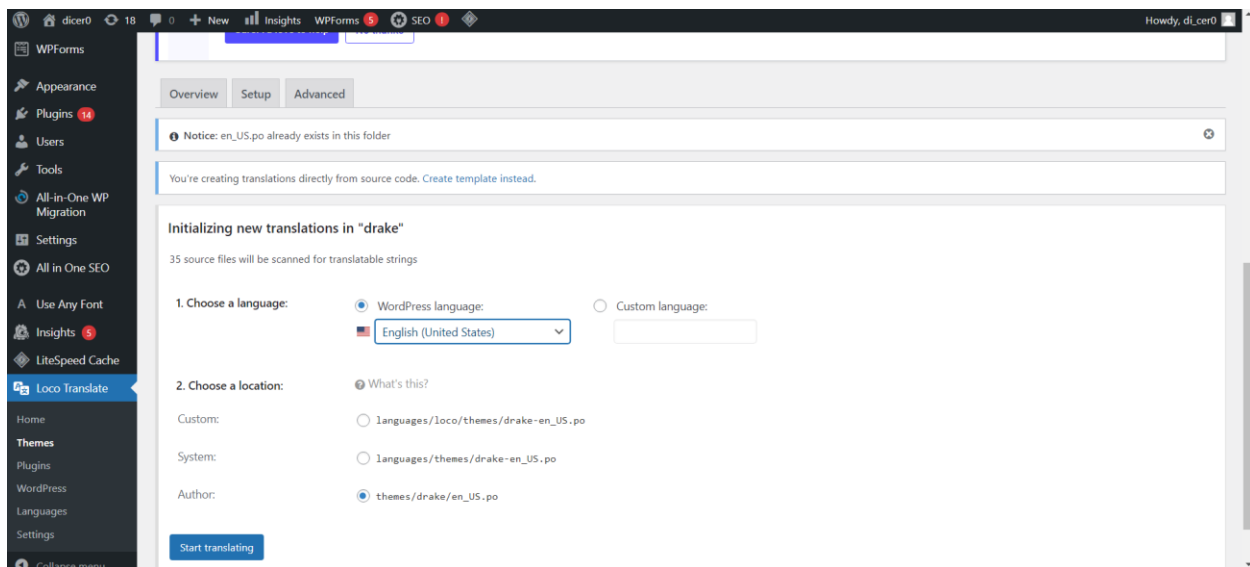 dicer0 18 0 New Insights WPForms 5 SEO ! Howdy, di_cer0
WPForms
Appearance
Plugins 14
Users
Tools
All-in-One WP
Migration
Settings
All in One SEO
Use Any Font
Insights 5
LiteSpeed Cache
Loco Translate
Home
Themes
Plugins
WordPress
Languages
Settings
Collapse menu
Overview Setup Advanced
Notice: en_US.po already exists in this folder
You're creating translations directly from source code. Create template instead.
Initializing new translations in "drake"
35 source files will be scanned for translatable strings
1. Choose a language:
WordPress language: Custom language:
English (United States)
2. Choose a location: What's this?
Custom: languages/loco/themes/drake-en_US.po
System: languages/themes/drake-en_US.po
Author: themes/drake/en_US.po
Start translating